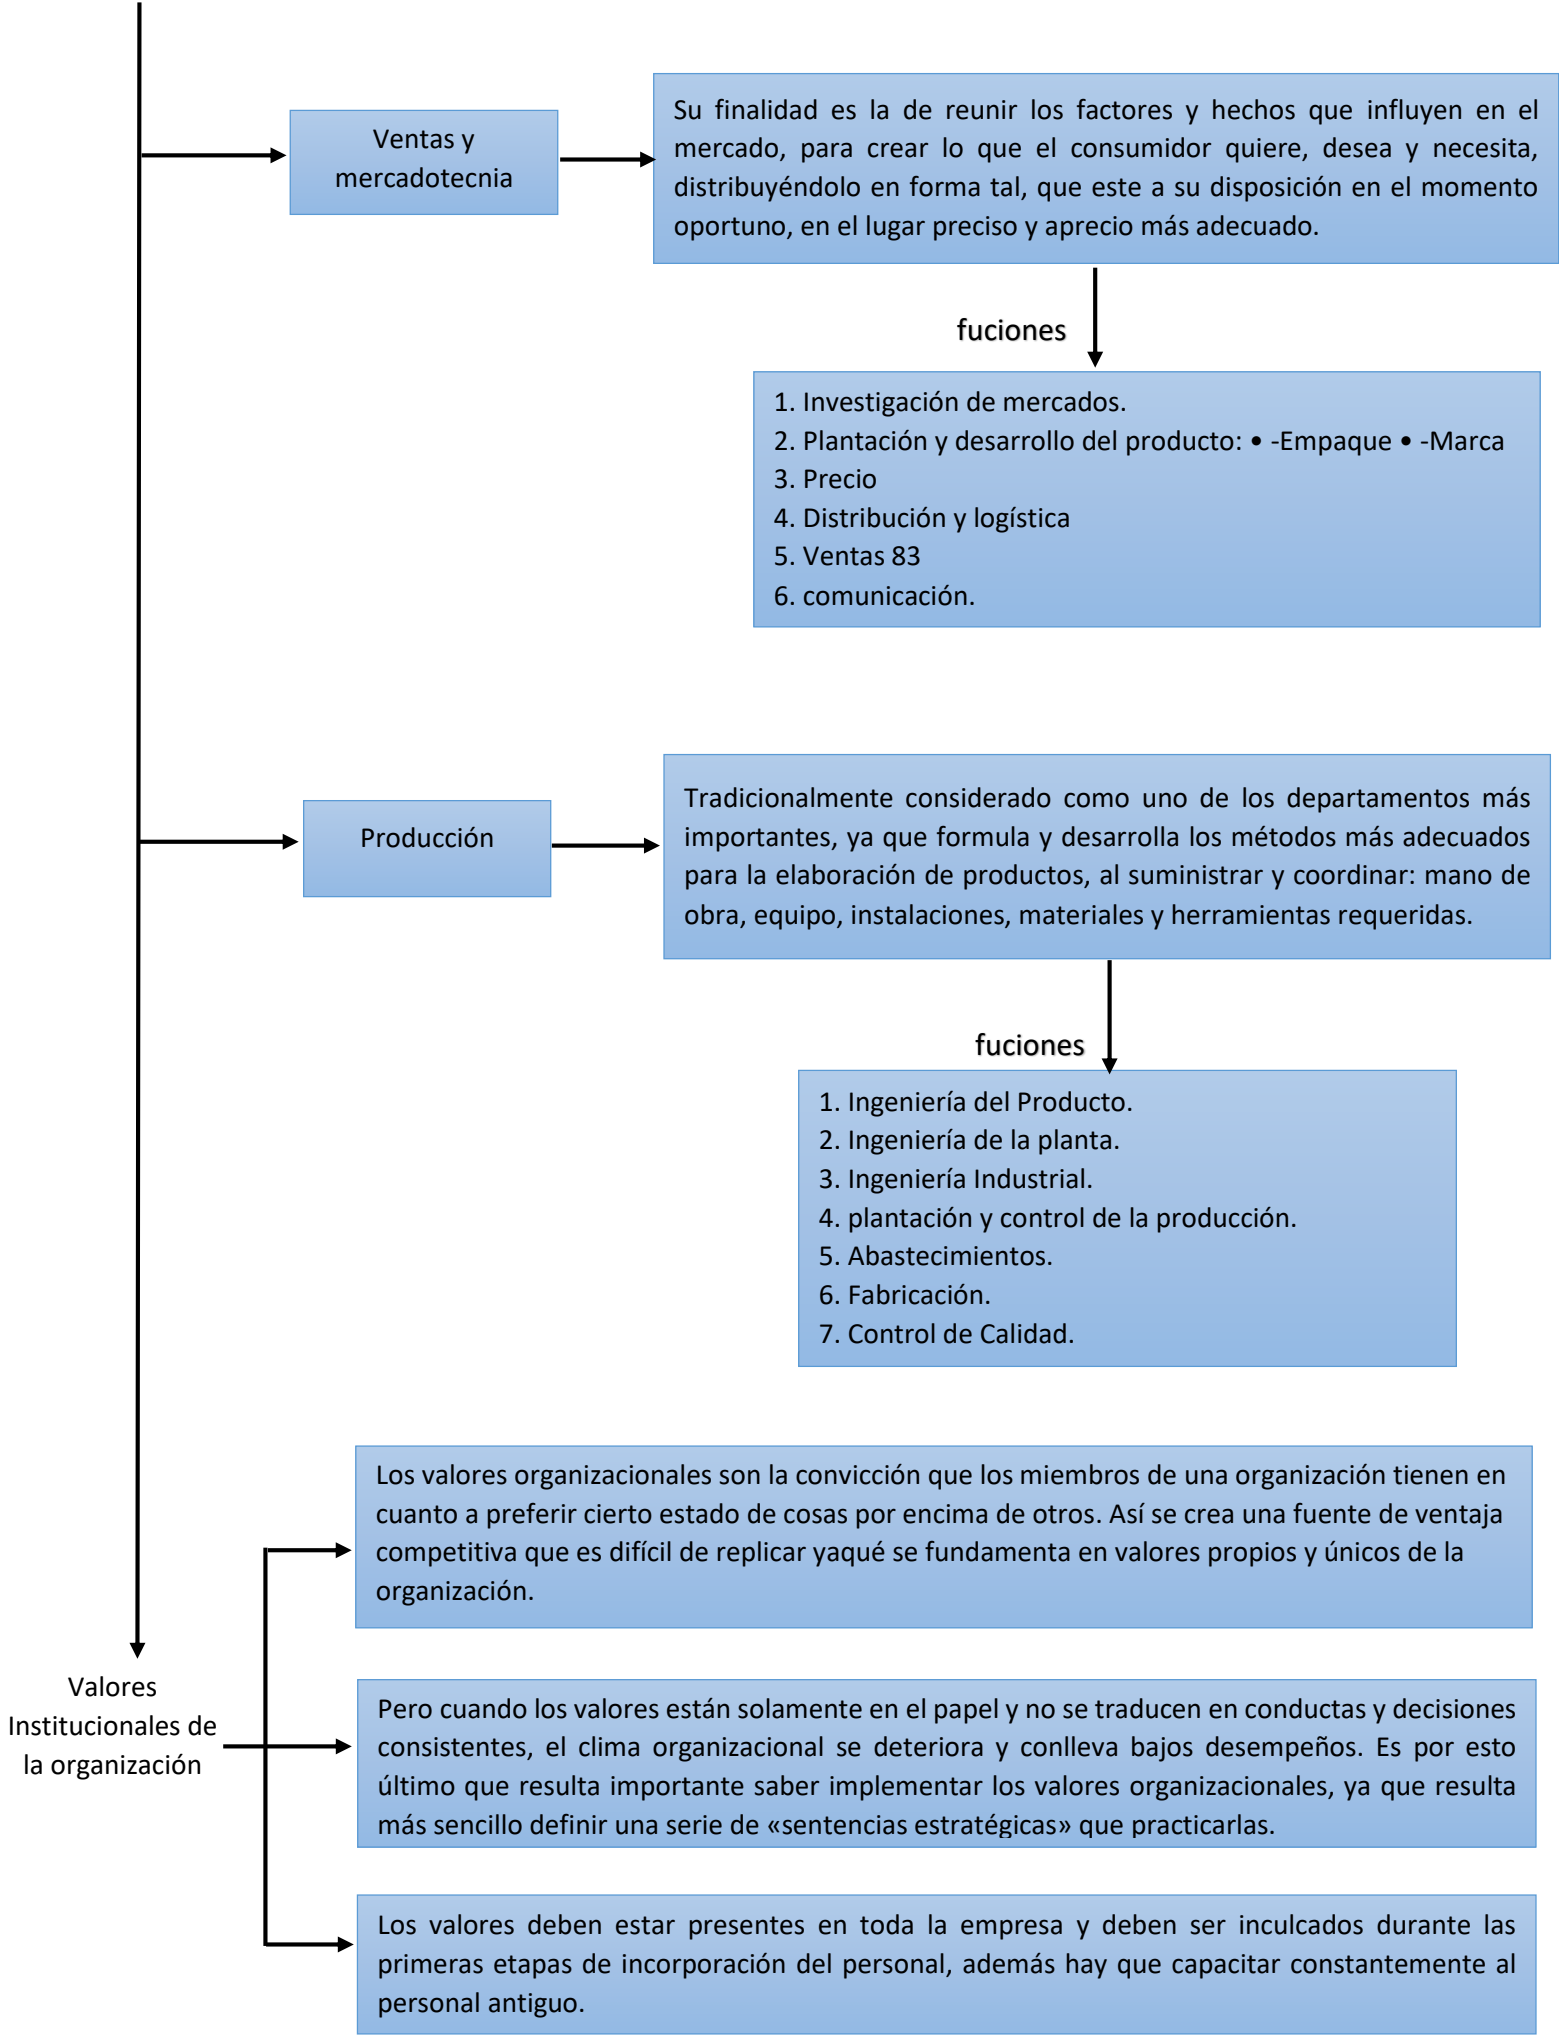 Ventas y
mercadotecnia
Su finalidad es la de reunir los factores y hechos que influyen en el
mercado, para crear lo que el consumidor quiere, desea y necesita,
distribuyéndolo en forma tal, que este a su disposición en el momento
oportuno, en el lugar preciso y aprecio más adecuado.
fuciones
1. Investigación de mercados.
2. Plantación y desarrollo del producto: • -Empaque • -Marca
3. Precio
4. Distribución y logística
5. Ventas 83
6. comunicación.
Producción
Tradicionalmente considerado como uno de los departamentos más
importantes, ya que formula y desarrolla los métodos más adecuados
para la elaboración de productos, al suministrar y coordinar: mano de
obra, equipo, instalaciones, materiales y herramientas requeridas.
fuciones
1. Ingeniería del Producto.
2. Ingeniería de la planta.
3. Ingeniería Industrial.
4. plantación y control de la producción.
5. Abastecimientos.
6. Fabricación.
7. Control de Calidad.
Valores
Institucionales de
la organización
Los valores organizacionales son la convicción que los miembros de una organización tienen en
cuanto a preferir cierto estado de cosas por encima de otros. Así se crea una fuente de ventaja
competitiva que es difícil de replicar yaqué se fundamenta en valores propios y únicos de la
organización.
Pero cuando los valores están solamente en el papel y no se traducen en conductas y decisiones
consistentes, el clima organizacional se deteriora y conlleva bajos desempeños. Es por esto
último que resulta importante saber implementar los valores organizacionales, ya que resulta
más sencillo definir una serie de «sentencias estratégicas» que practicarlas.
Los valores deben estar presentes en toda la empresa y deben ser inculcados durante las
primeras etapas de incorporación del personal, además hay que capacitar constantemente al
personal antiguo.